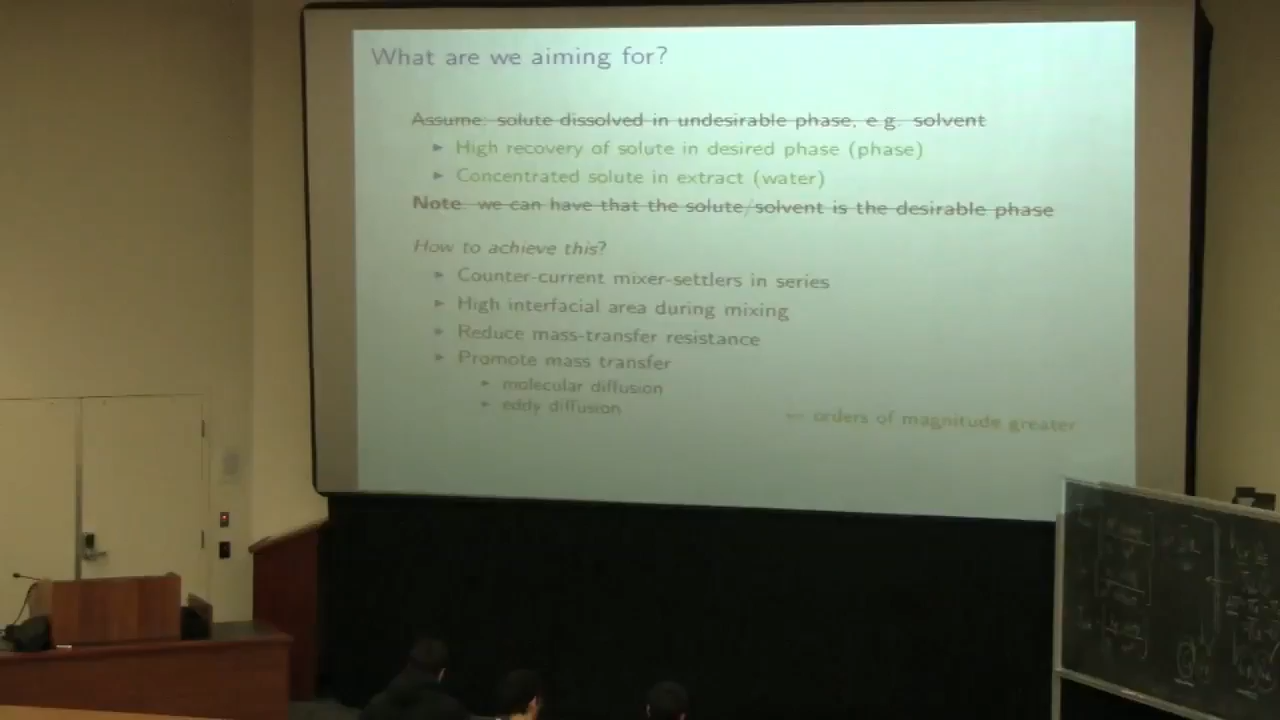 What are we aiming for?
Assume: solute dissolved in undesirable phase, e.g. solvent
▸ High recovery of solute in desired phase (phase)
▸ Concentrated solute in extract (water)
Note: we can have that the solute/solvent is the desirable phase
How to achieve this?
▸ Counter-current mixer-settlers in series
▸ High interfacial area during mixing
▸ Reduce mass-transfer resistance
▸ Promote mass transfer
▸ molecular diffusion
▸ eddy diffusion ← orders of magnitude greater